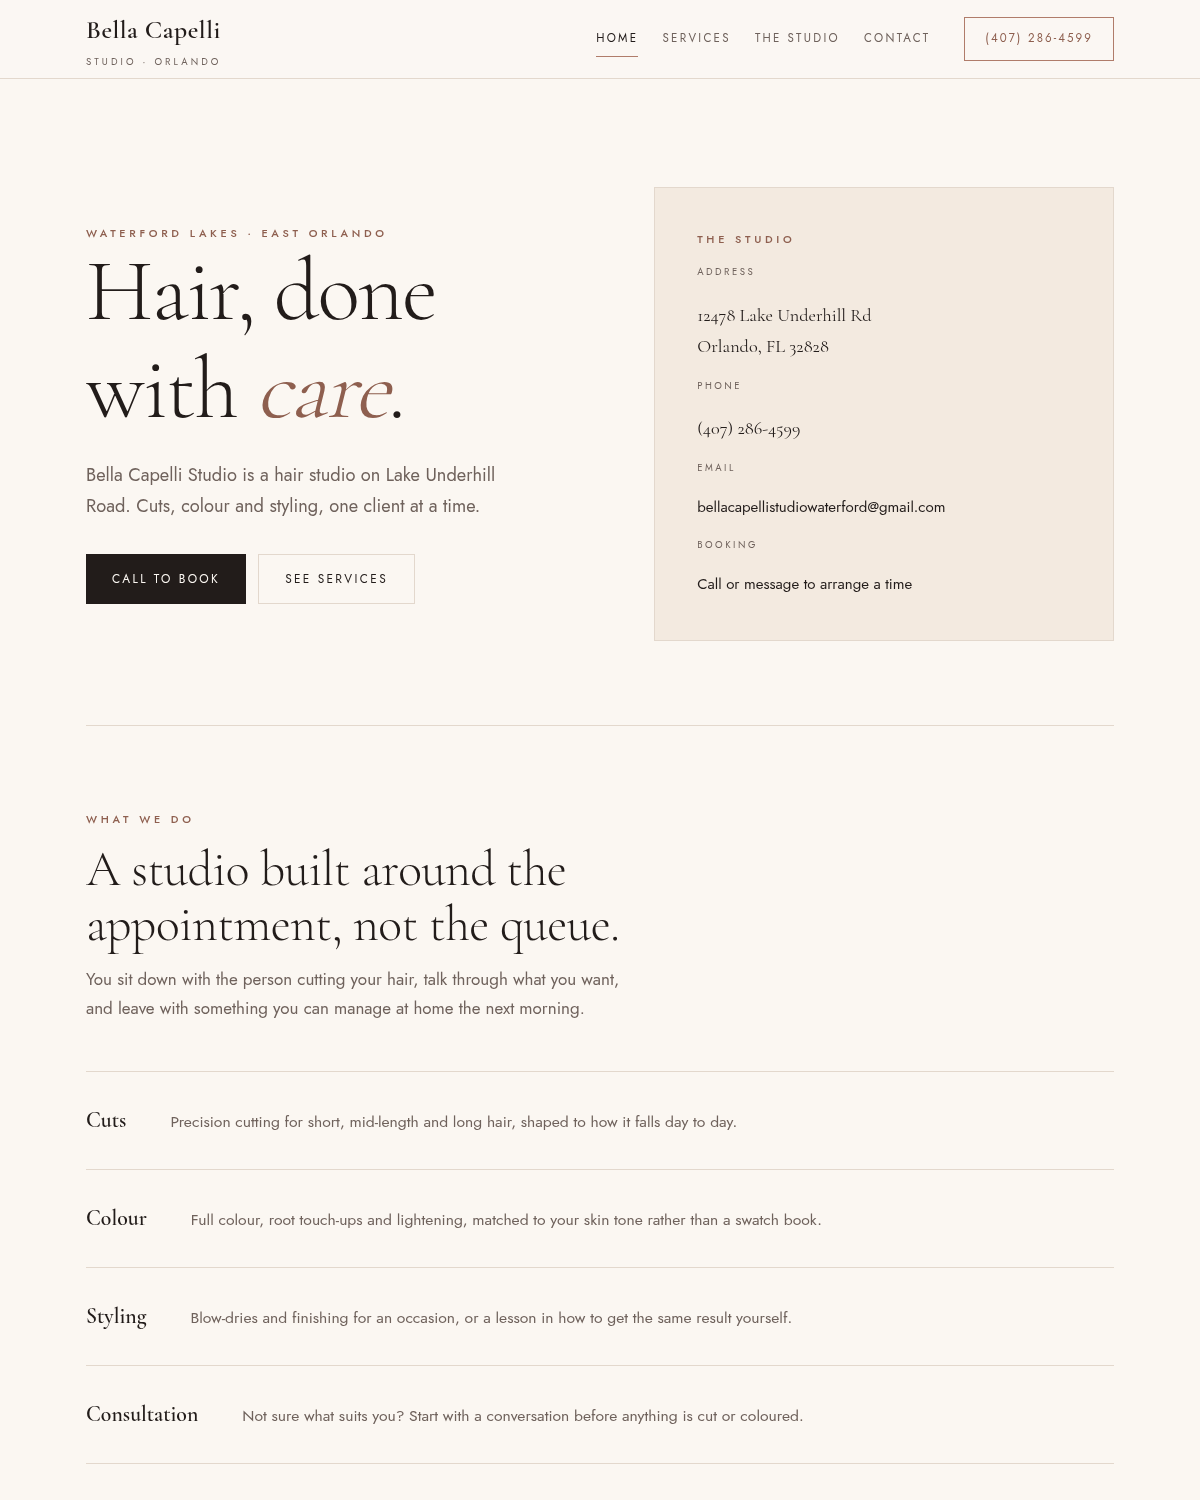 Bella Capelli
STUDIO · ORLANDO
HOME SERVICES THE STUDIO CONTACT (407) 286-4599
WATERFORD LAKES · EAST ORLANDO
Hair, done
with care.
Bella Capelli Studio is a hair studio on Lake Underhill
Road. Cuts, colour and styling, one client at a time.
CALL TO BOOK SEE SERVICES
THE STUDIO
ADDRESS
12478 Lake Underhill Rd
Orlando, FL 32828
PHONE
(407) 286-4599
EMAIL
bellacapellistudiowaterford@gmail.com
BOOKING
Call or message to arrange a time
WHAT WE DO
A studio built around the
appointment, not the queue.
You sit down with the person cutting your hair, talk through what you want,
and leave with something you can manage at home the next morning.
Cuts Precision cutting for short, mid-length and long hair, shaped to how it falls day to day.
Colour Full colour, root touch-ups and lightening, matched to your skin tone rather than a swatch book.
Styling Blow-dries and finishing for an occasion, or a lesson in how to get the same result yourself.
Consultation Not sure what suits you? Start with a conversation before anything is cut or coloured.